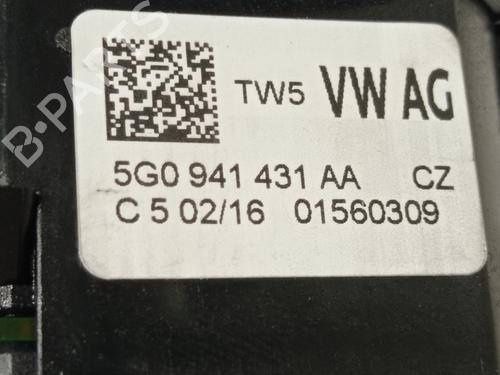 TW5 VW AG
5G0 941 431 AA CZ
C 5 02/16 01560309
B-PARTS